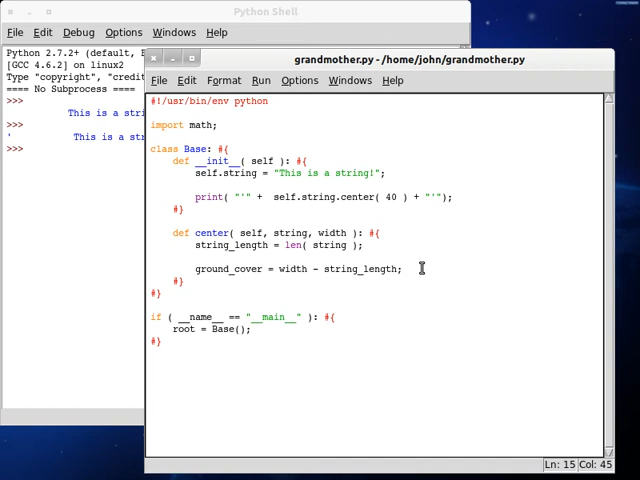 Python Shell
File Edit Debug Options Windows Help
Python 2.7.2+ (default,
[GCC 4.6.2] on linux2
Type "copyright", "credit
==== No Subprocess ====
>>>
This is a stri
>>>
' This is a str
>>>
grandmother.py - /home/john/grandmother.py
File Edit Format Run Options Windows Help
#!/usr/bin/env python
import math;
class Base: #{
def __init__( self ): #{
self.string = "This is a string!";
print( "'" + self.string.center( 40 ) + "'");
#}
def center( self, string, width ): #{
string_length = len( string );
ground_cover = width - string_length;
#}
#}
if ( __name__ == "__main__" ): #{
root = Base();
#}
Ln: 15 Col: 45